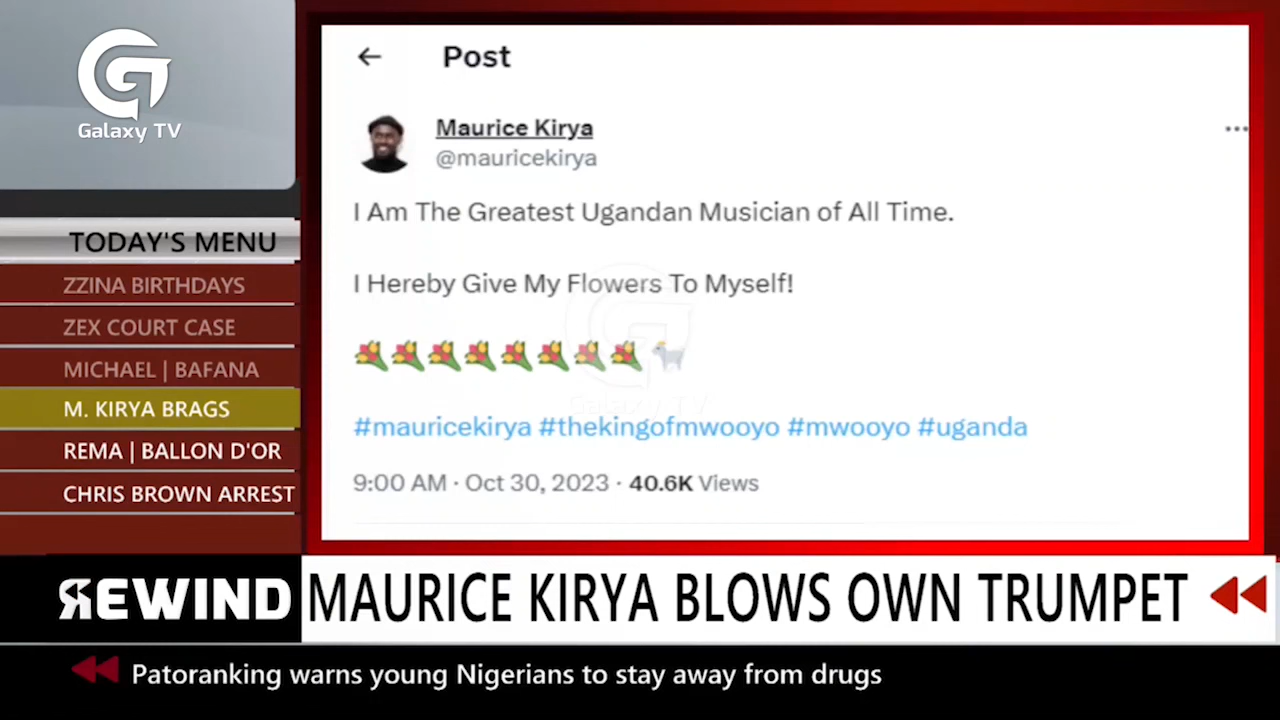 Galaxy TV
TODAY'S MENU
ZZINA BIRTHDAYS
ZEX COURT CASE
MICHAEL | BAFANA
M. KIRYA BRAGS
REMA | BALLON D'OR
CHRIS BROWN ARREST
Post
Maurice Kirya
@mauricekirya
I Am The Greatest Ugandan Musician of All Time.
I Hereby Give My Flowers To Myself!
💐💐💐💐💐💐💐💐🐐
Galaxy TV
#mauricekirya #thekingofmwooyo #mwooyo #uganda
9:00 AM · Oct 30, 2023 · 40.6K Views
REWIND
MAURICE KIRYA BLOWS OWN TRUMPET
Patoranking warns young Nigerians to stay away from drugs